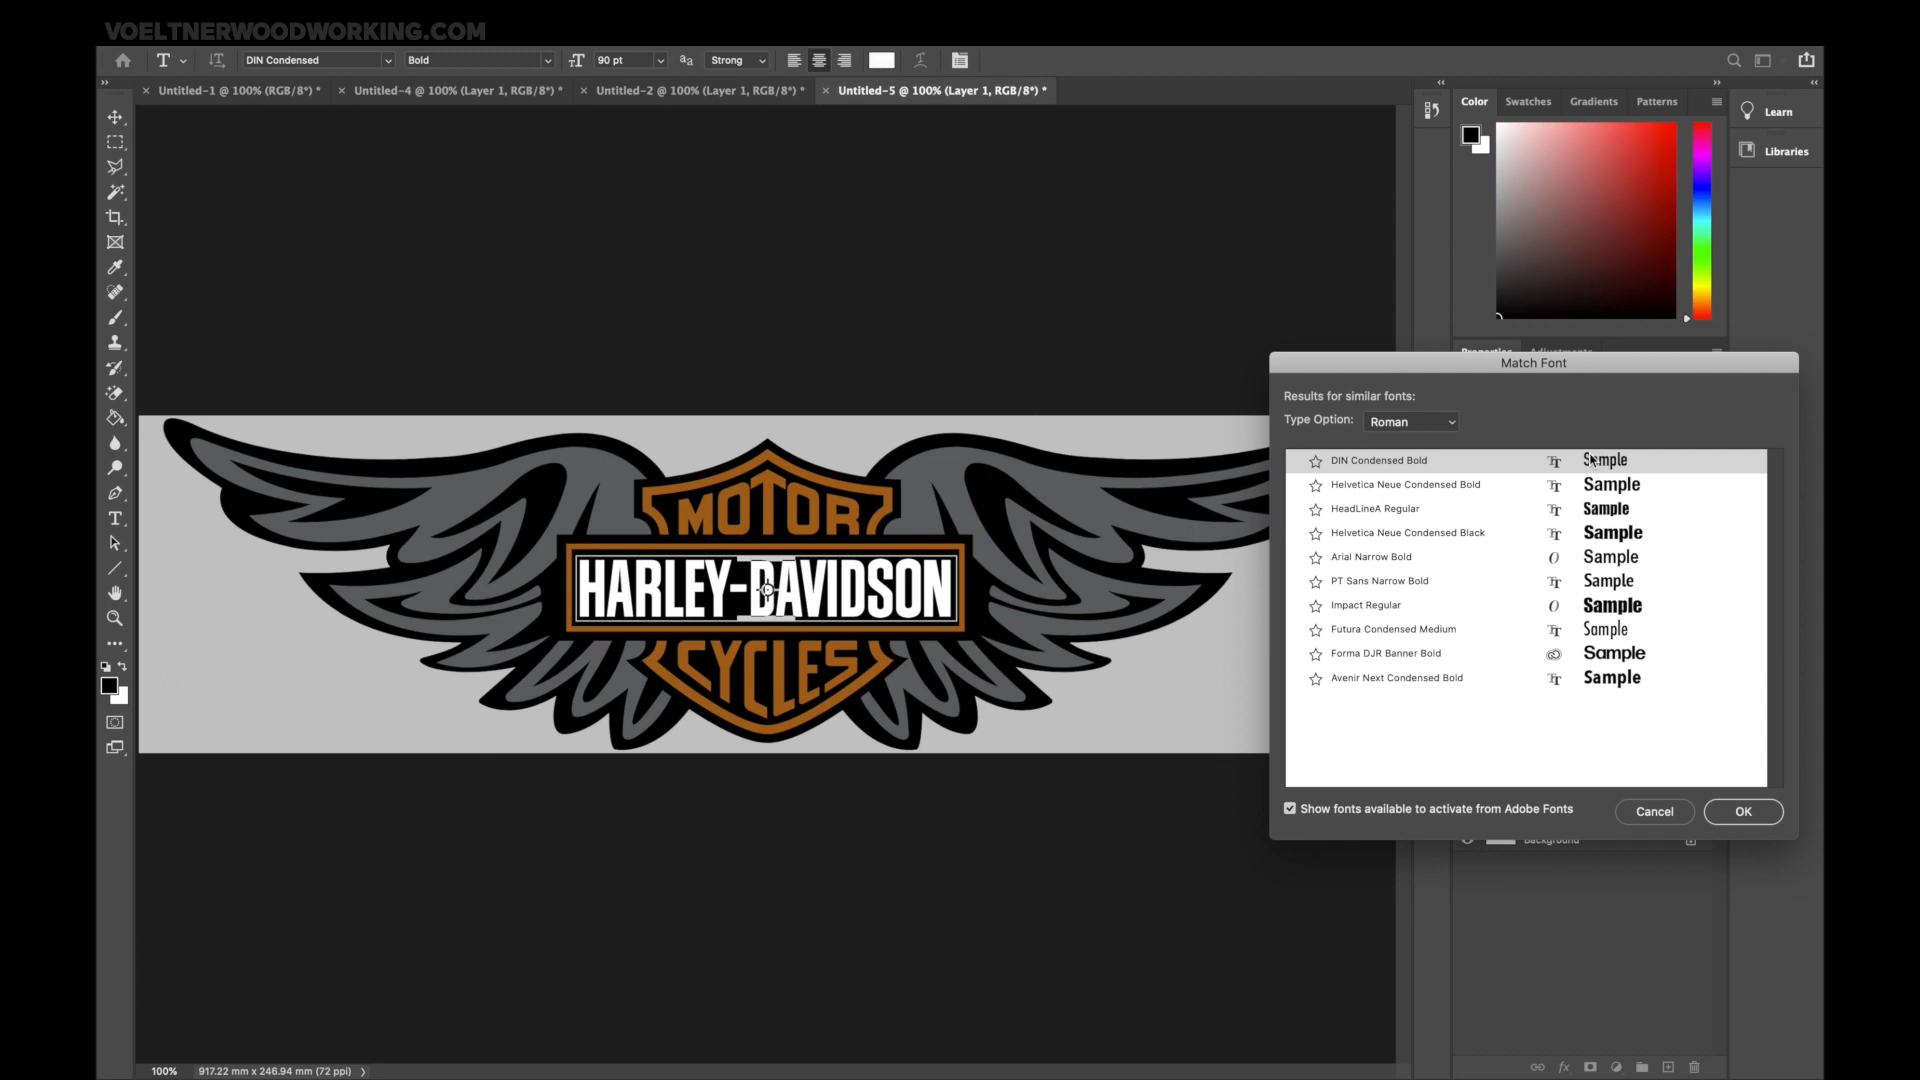 VOELTNERWOODWORKING.COM
DIN Condensed
Bold
90 pt
Strong
Untitled-1 @ 100% (RGB/8*) *
Untitled-4 @ 100% (Layer 1, RGB/8*) *
Untitled-2 @ 100% (Layer 1, RGB/8*) *
Untitled-5 @ 100% (Layer 1, RGB/8*) *
Color
Swatches
Gradients
Patterns
Learn
Libraries
Properties
Adjustments
MOTOR
HARLEY-DAVIDSON
CYCLES
Match Font
Results for similar fonts:
Type Option: Roman
DIN Condensed Bold Sample
Helvetica Neue Condensed Bold Sample
HeadLineA Regular Sample
Helvetica Neue Condensed Black Sample
Arial Narrow Bold Sample
PT Sans Narrow Bold Sample
Impact Regular Sample
Futura Condensed Medium Sample
Forma DJR Banner Bold Sample
Avenir Next Condensed Bold Sample
Show fonts available to activate from Adobe Fonts
Cancel
OK
Background
100%
917.22 mm x 246.94 mm (72 ppi)